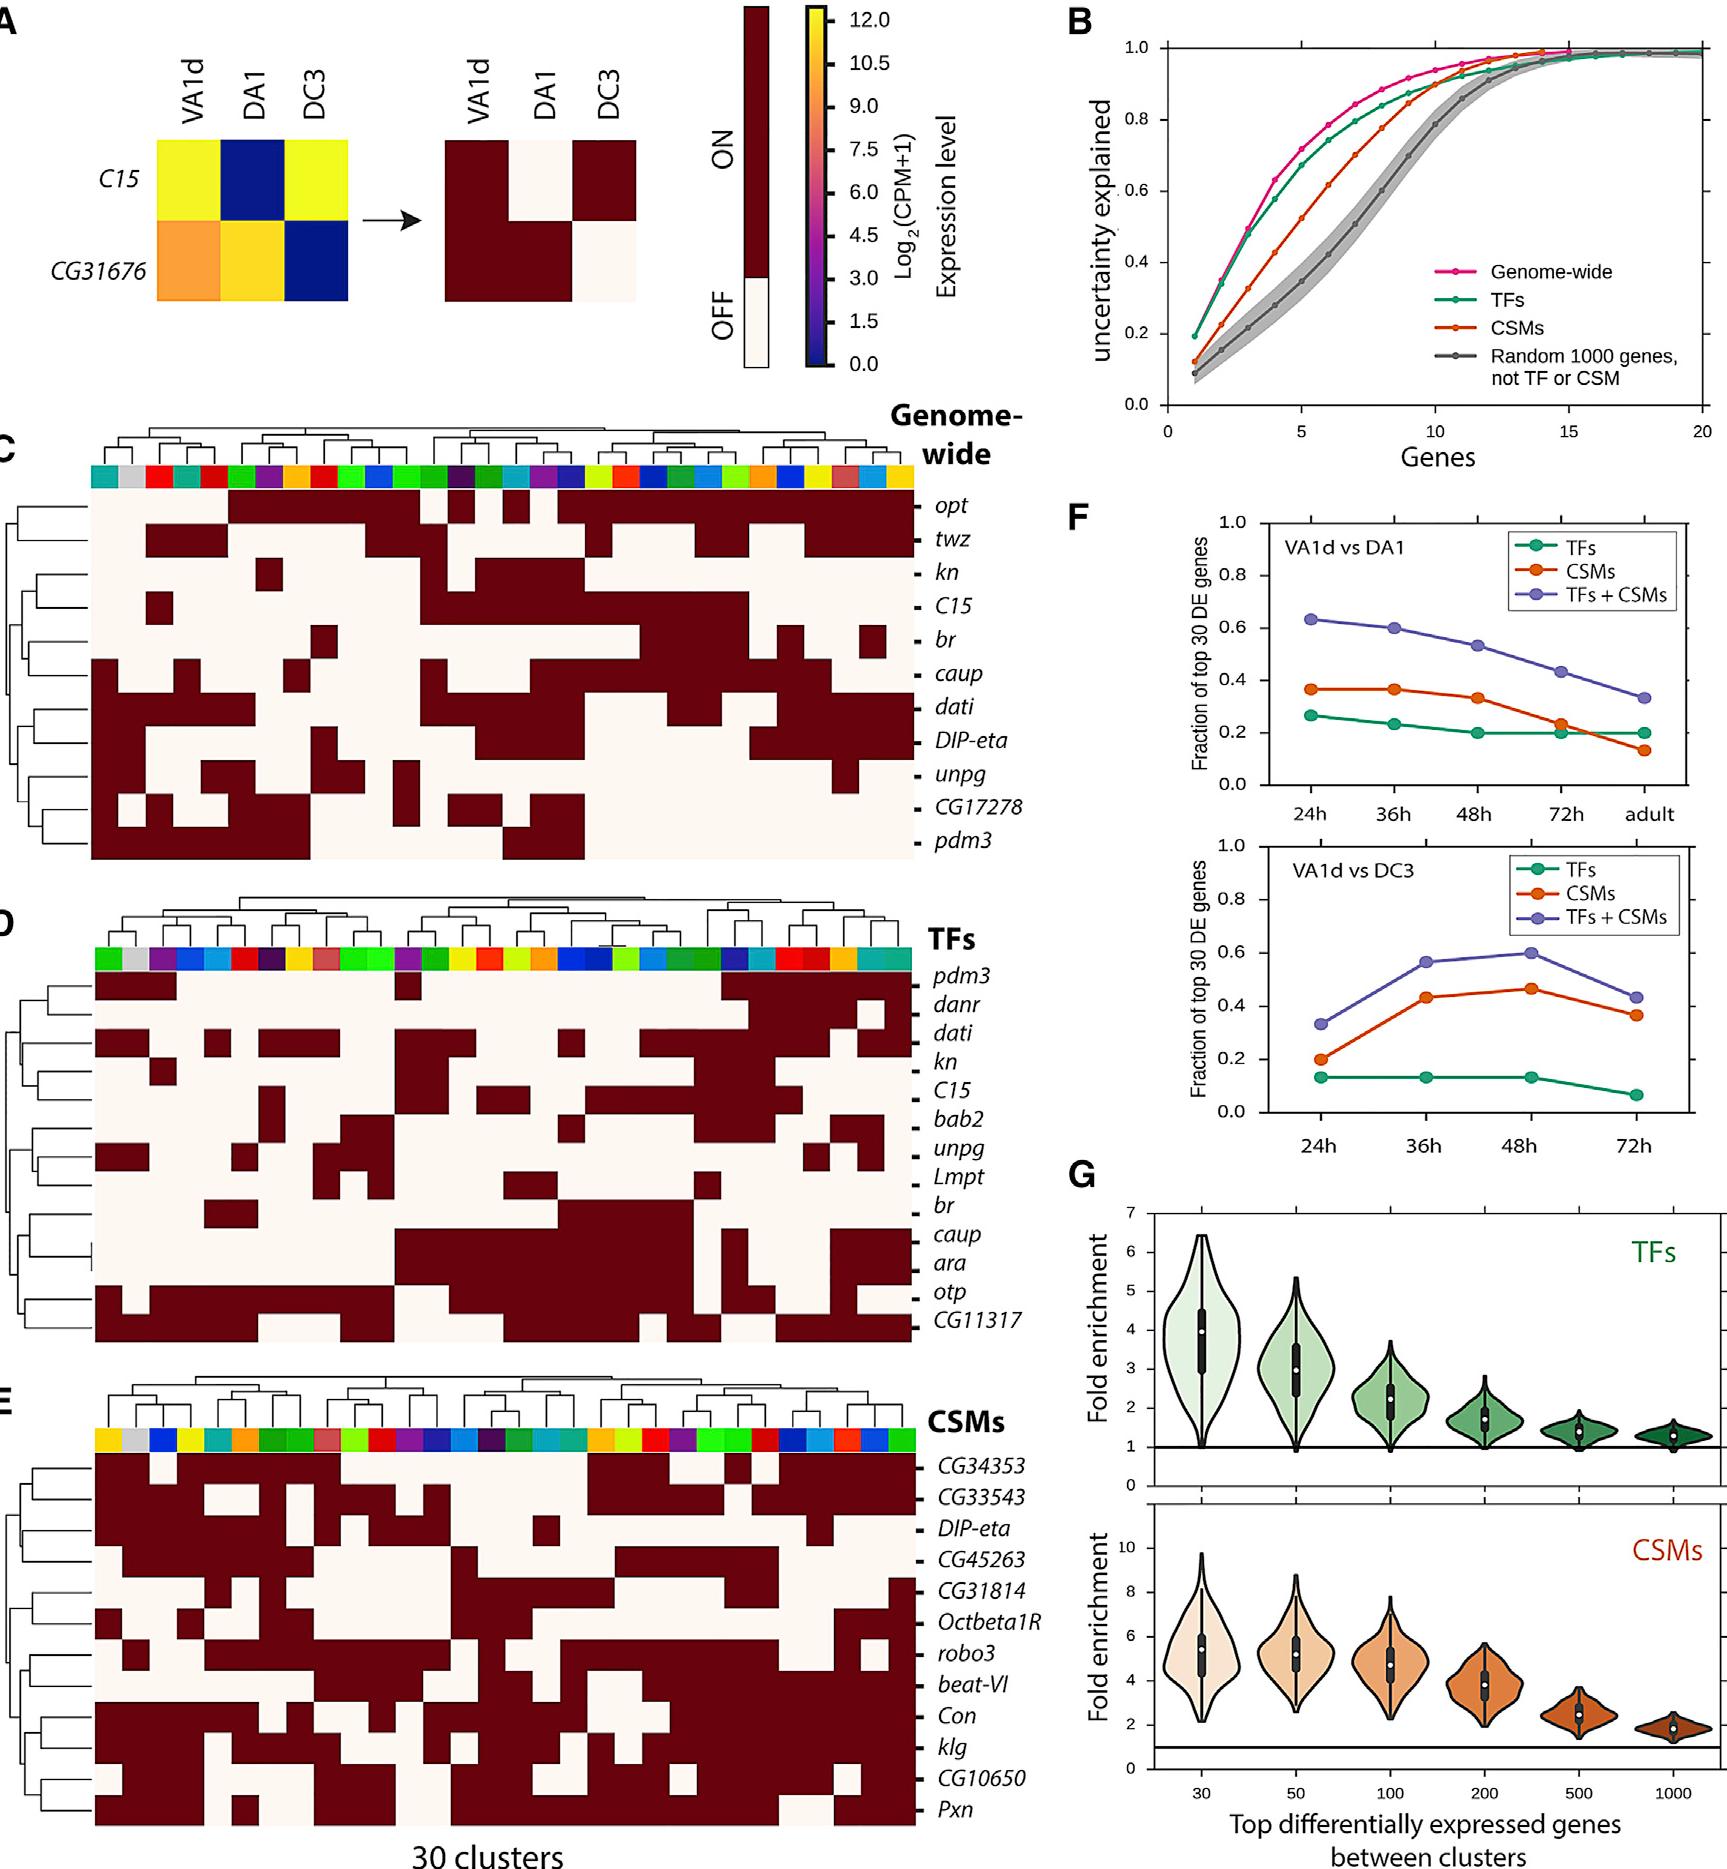 A
VA1d
DA1
DC3
C15
CG31676
VA1d
DA1
DC3
ON
OFF
12.0
10.5
9.0
7.5
6.0
4.5
3.0
1.5
0.0
Log2(CPM+1)
Expression level
B
uncertainty explained
1.0
0.8
0.6
0.4
0.2
0.0
0
5
10
15
20
Genes
Genome-wide
TFs
CSMs
Random 1000 genes,
not TF or CSM
C
Genome-
wide
opt
twz
kn
C15
br
caup
dati
DIP-eta
unpg
CG17278
pdm3
D
TFs
pdm3
danr
dati
kn
C15
bab2
unpg
Lmpt
br
caup
ara
otp
CG11317
E
CSMs
CG34353
CG33543
DIP-eta
CG45263
CG31814
Octbeta1R
robo3
beat-VI
Con
klg
CG10650
Pxn
30 clusters
F
Fraction of top 30 DE genes
1.0
0.8
0.6
0.4
0.2
0.0
VA1d vs DA1
TFs
CSMs
TFs + CSMs
24h
36h
48h
72h
adult
Fraction of top 30 DE genes
1.0
0.8
0.6
0.4
0.2
0.0
VA1d vs DC3
TFs
CSMs
TFs + CSMs
24h
36h
48h
72h
G
Fold enrichment
7
6
5
4
3
2
1
0
TFs
Fold enrichment
10
8
6
4
2
0
CSMs
30
50
100
200
500
1000
Top differentially expressed genes
between clusters